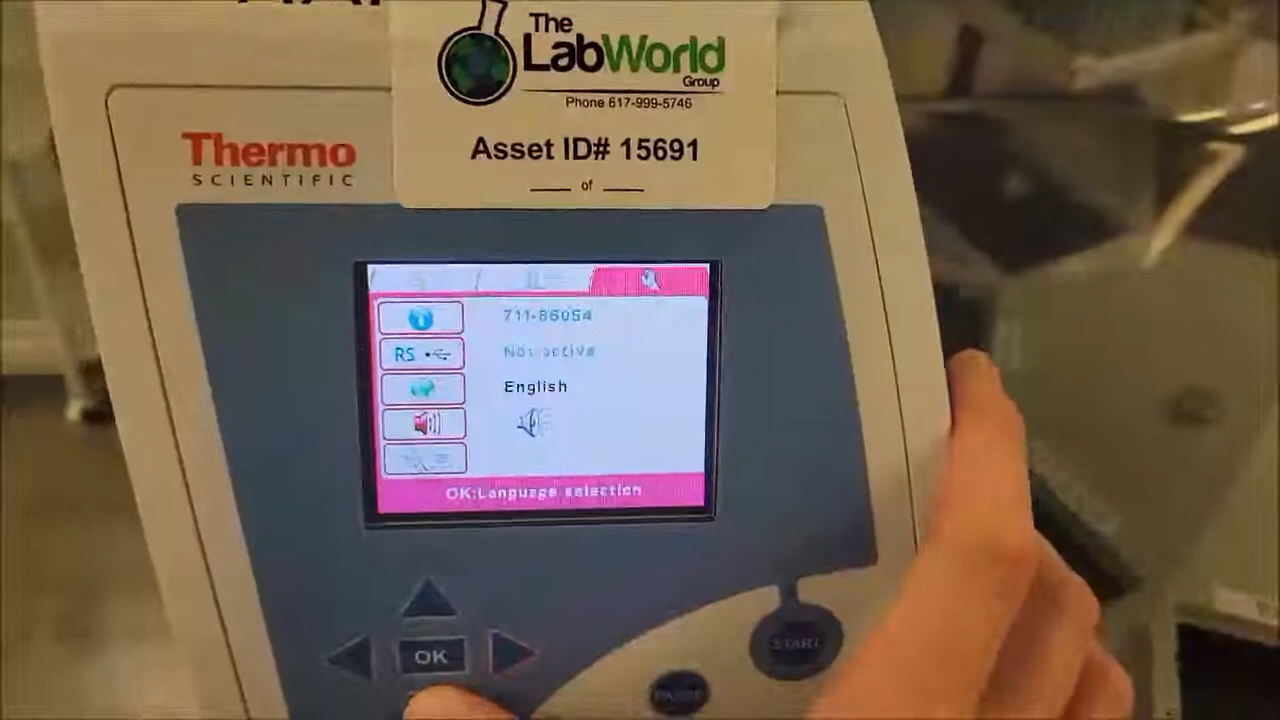 The
LabWorld
Group
Phone 617-999-5746
Asset ID# 15691
of
Thermo
SCIENTIFIC
711-86054
RS
Not active
English
OK:Language selection
OK
START
PAUSE